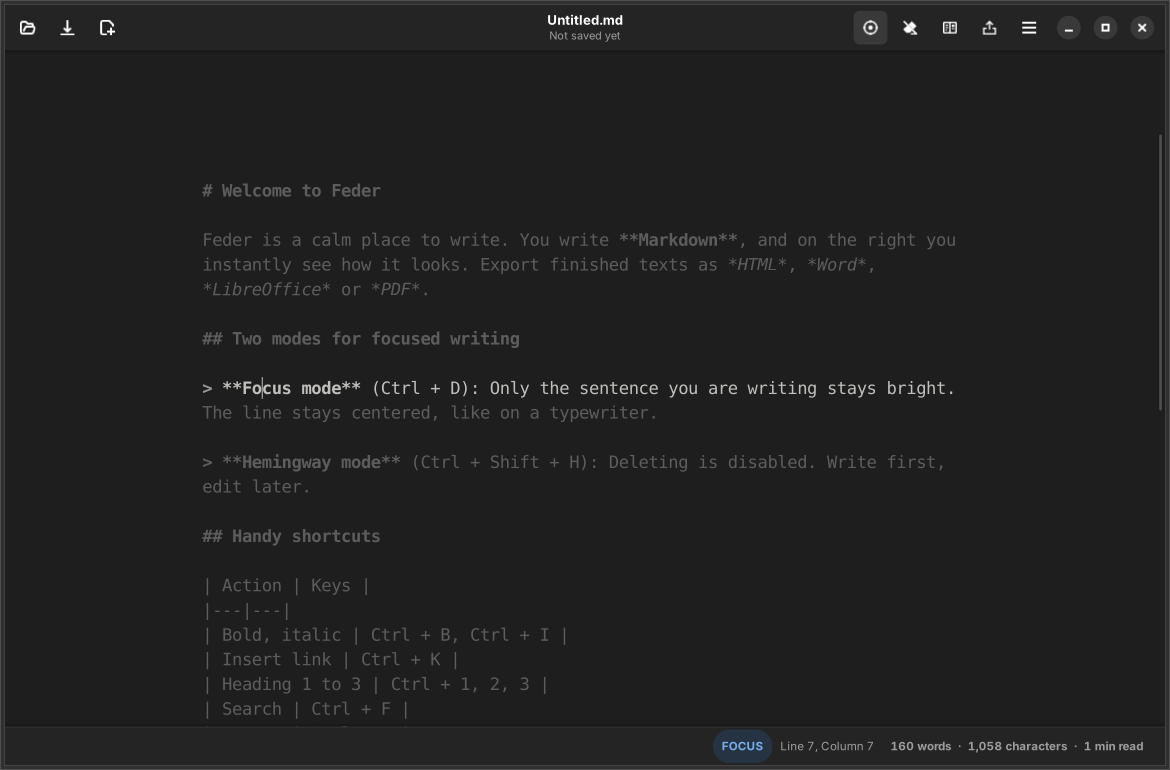 Untitled.md
Not saved yet
# Welcome to Feder
Feder is a calm place to write. You write **Markdown**, and on the right you
instantly see how it looks. Export finished texts as *HTML*, *Word*,
*LibreOffice* or *PDF*.
## Two modes for focused writing
> **Focus mode** (Ctrl + D): Only the sentence you are writing stays bright.
The line stays centered, like on a typewriter.
> **Hemingway mode** (Ctrl + Shift + H): Deleting is disabled. Write first,
edit later.
## Handy shortcuts
| Action | Keys |
|---|---|
| Bold, italic | Ctrl + B, Ctrl + I |
| Insert link | Ctrl + K |
| Heading 1 to 3 | Ctrl + 1, 2, 3 |
| Search | Ctrl + F |
FOCUS Line 7, Column 7 160 words · 1,058 characters · 1 min read